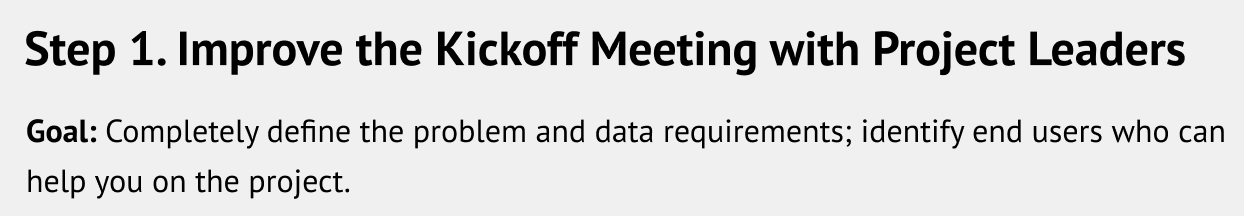 Step 1. Improve the Kickoff Meeting with Project Leaders
Goal: Completely define the problem and data requirements; identify end users who can
help you on the project.